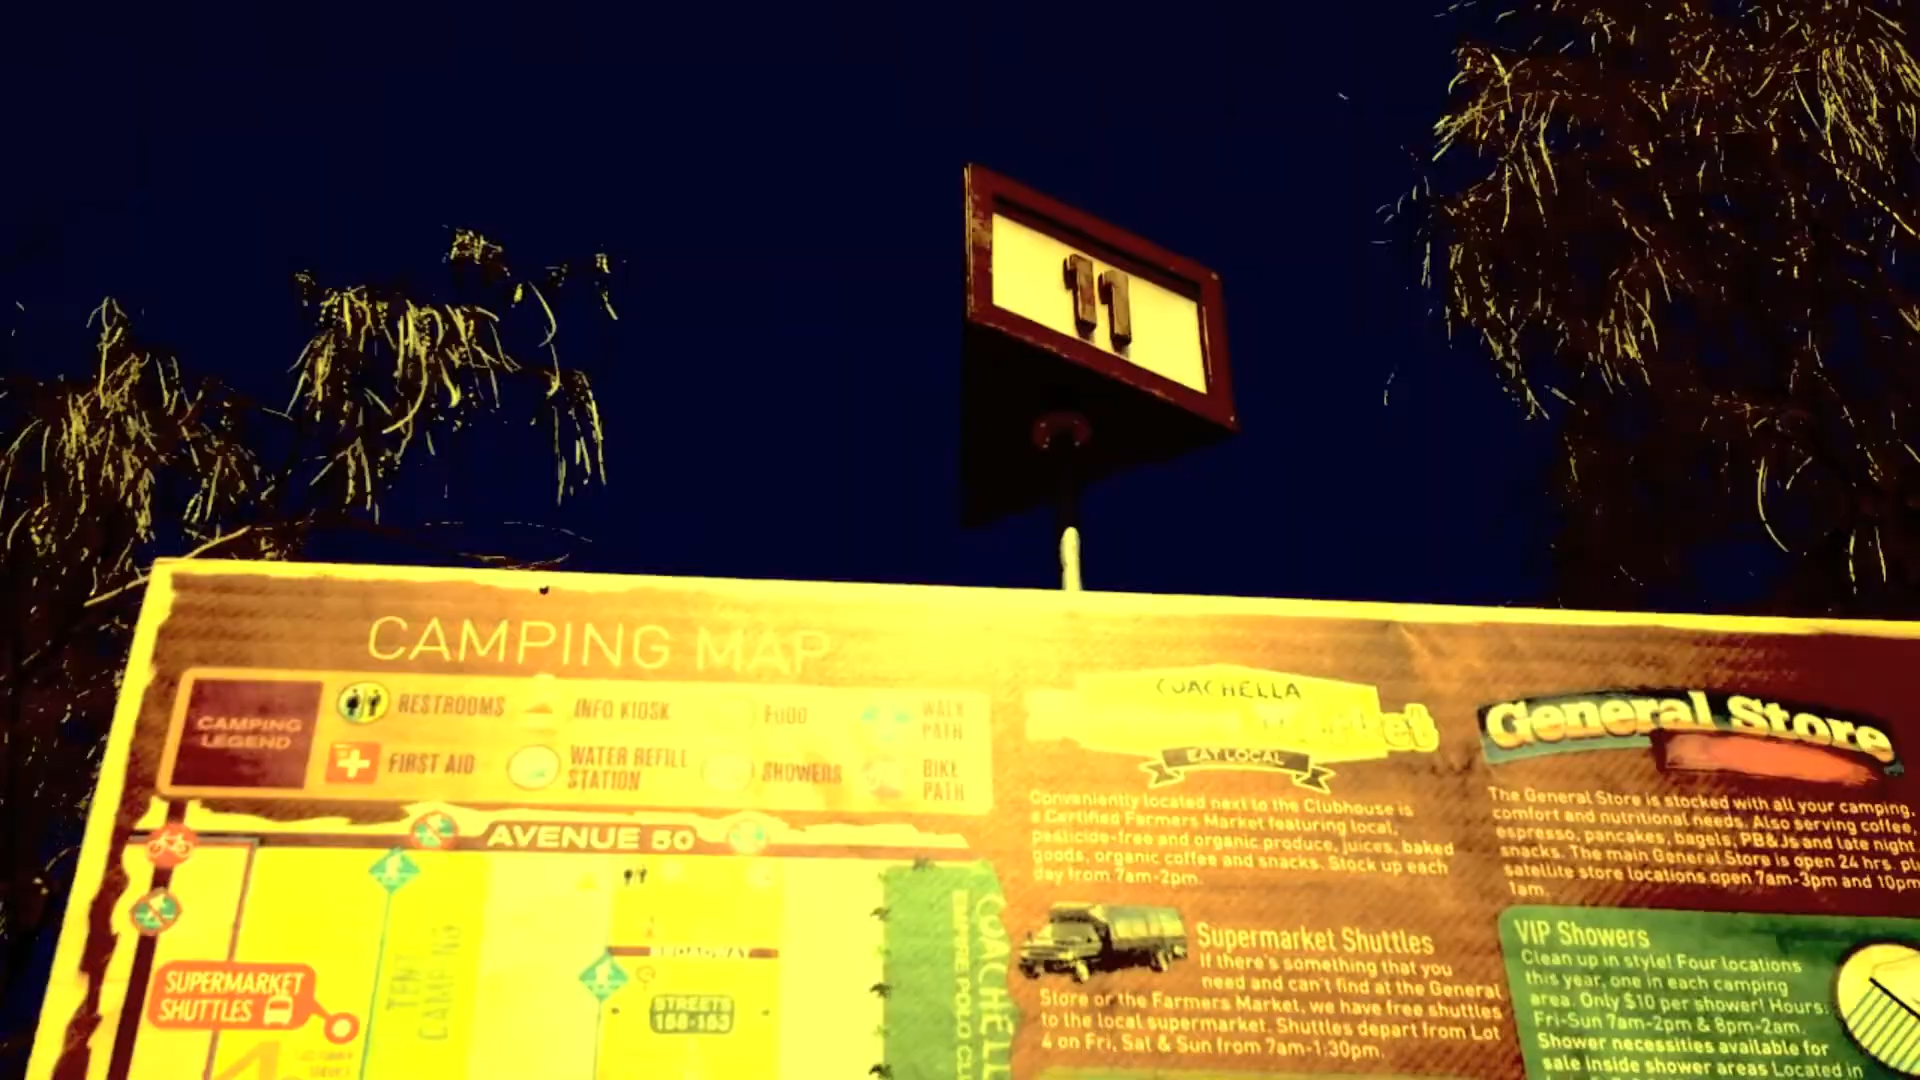 11
CAMPING MAP
CAMPING
LEGEND
RESTROOMS
INFO KIOSK
FOOD
WALK
PATH
FIRST AID
WATER REFILL
STATION
SHOWERS
BIKE
PATH
AVENUE 50
TENT
CAMPING
BROADWAY
STREETS
SUPERMARKET
SHUTTLES
COACHELLA
EMPIRE POLO
COACHELLA
Market
EAT LOCAL
Conveniently located next to the Clubhouse is
a Certified Farmers Market featuring local,
pesticide-free and organic produce, juices, baked
goods, organic coffee and snacks. Stock up each
day from 7am-2pm.
Supermarket Shuttles
If there's something that you
need and can't find at the General
Store or the Farmers Market, we have free shuttles
to the local supermarket. Shuttles depart from Lot
4 on Fri, Sat & Sun from 7am-1:30pm.
General Store
The General Store is stocked with all your camping,
comfort and nutritional needs. Also serving coffee,
espresso, pancakes, bagels, PB&Js and late night
snacks. The main General Store is open 24 hrs. plu
satellite store locations open 7am-3pm and 10pm
1am.
VIP Showers
Clean up in style! Four locations
this year, one in each camping
area. Only $10 per shower! Hours:
Fri-Sun 7am-2pm & 8pm-2am.
Shower necessities available for
sale inside shower areas Located in